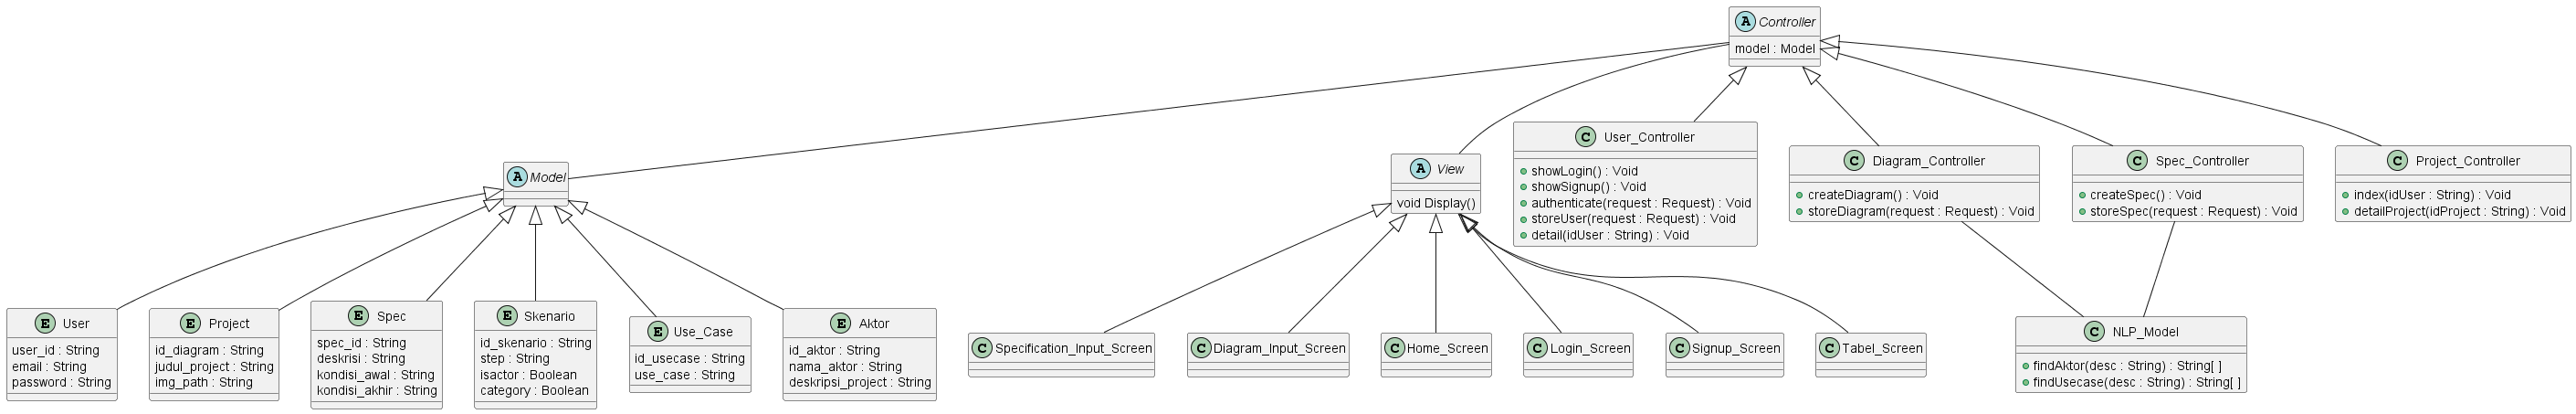 A Controller
model : Model
C User_Controller
showLogin() : Void
showSignup() : Void
authenticate(request : Request) : Void
storeUser(request : Request) : Void
detail(idUser : String) : Void
C Diagram_Controller
createDiagram() : Void
storeDiagram(request : Request) : Void
C Spec_Controller
createSpec() : Void
storeSpec(request : Request) : Void
C Project_Controller
index(idUser : String) : Void
detailProject(idProject : String) : Void
A Model
A View
void Display()
E User
user_id : String
email : String
password : String
E Project
id_diagram : String
judul_project : String
img_path : String
E Spec
spec_id : String
deskrisi : String
kondisi_awal : String
kondisi_akhir : String
E Skenario
id_skenario : String
step : String
isactor : Boolean
category : Boolean
E Use_Case
id_usecase : String
use_case : String
E Aktor
id_aktor : String
nama_aktor : String
deskripsi_project : String
C Specification_Input_Screen
C Diagram_Input_Screen
C Home_Screen
C Login_Screen
C Signup_Screen
C Tabel_Screen
C NLP_Model
findAktor(desc : String) : String[ ]
findUsecase(desc : String) : String[ ]